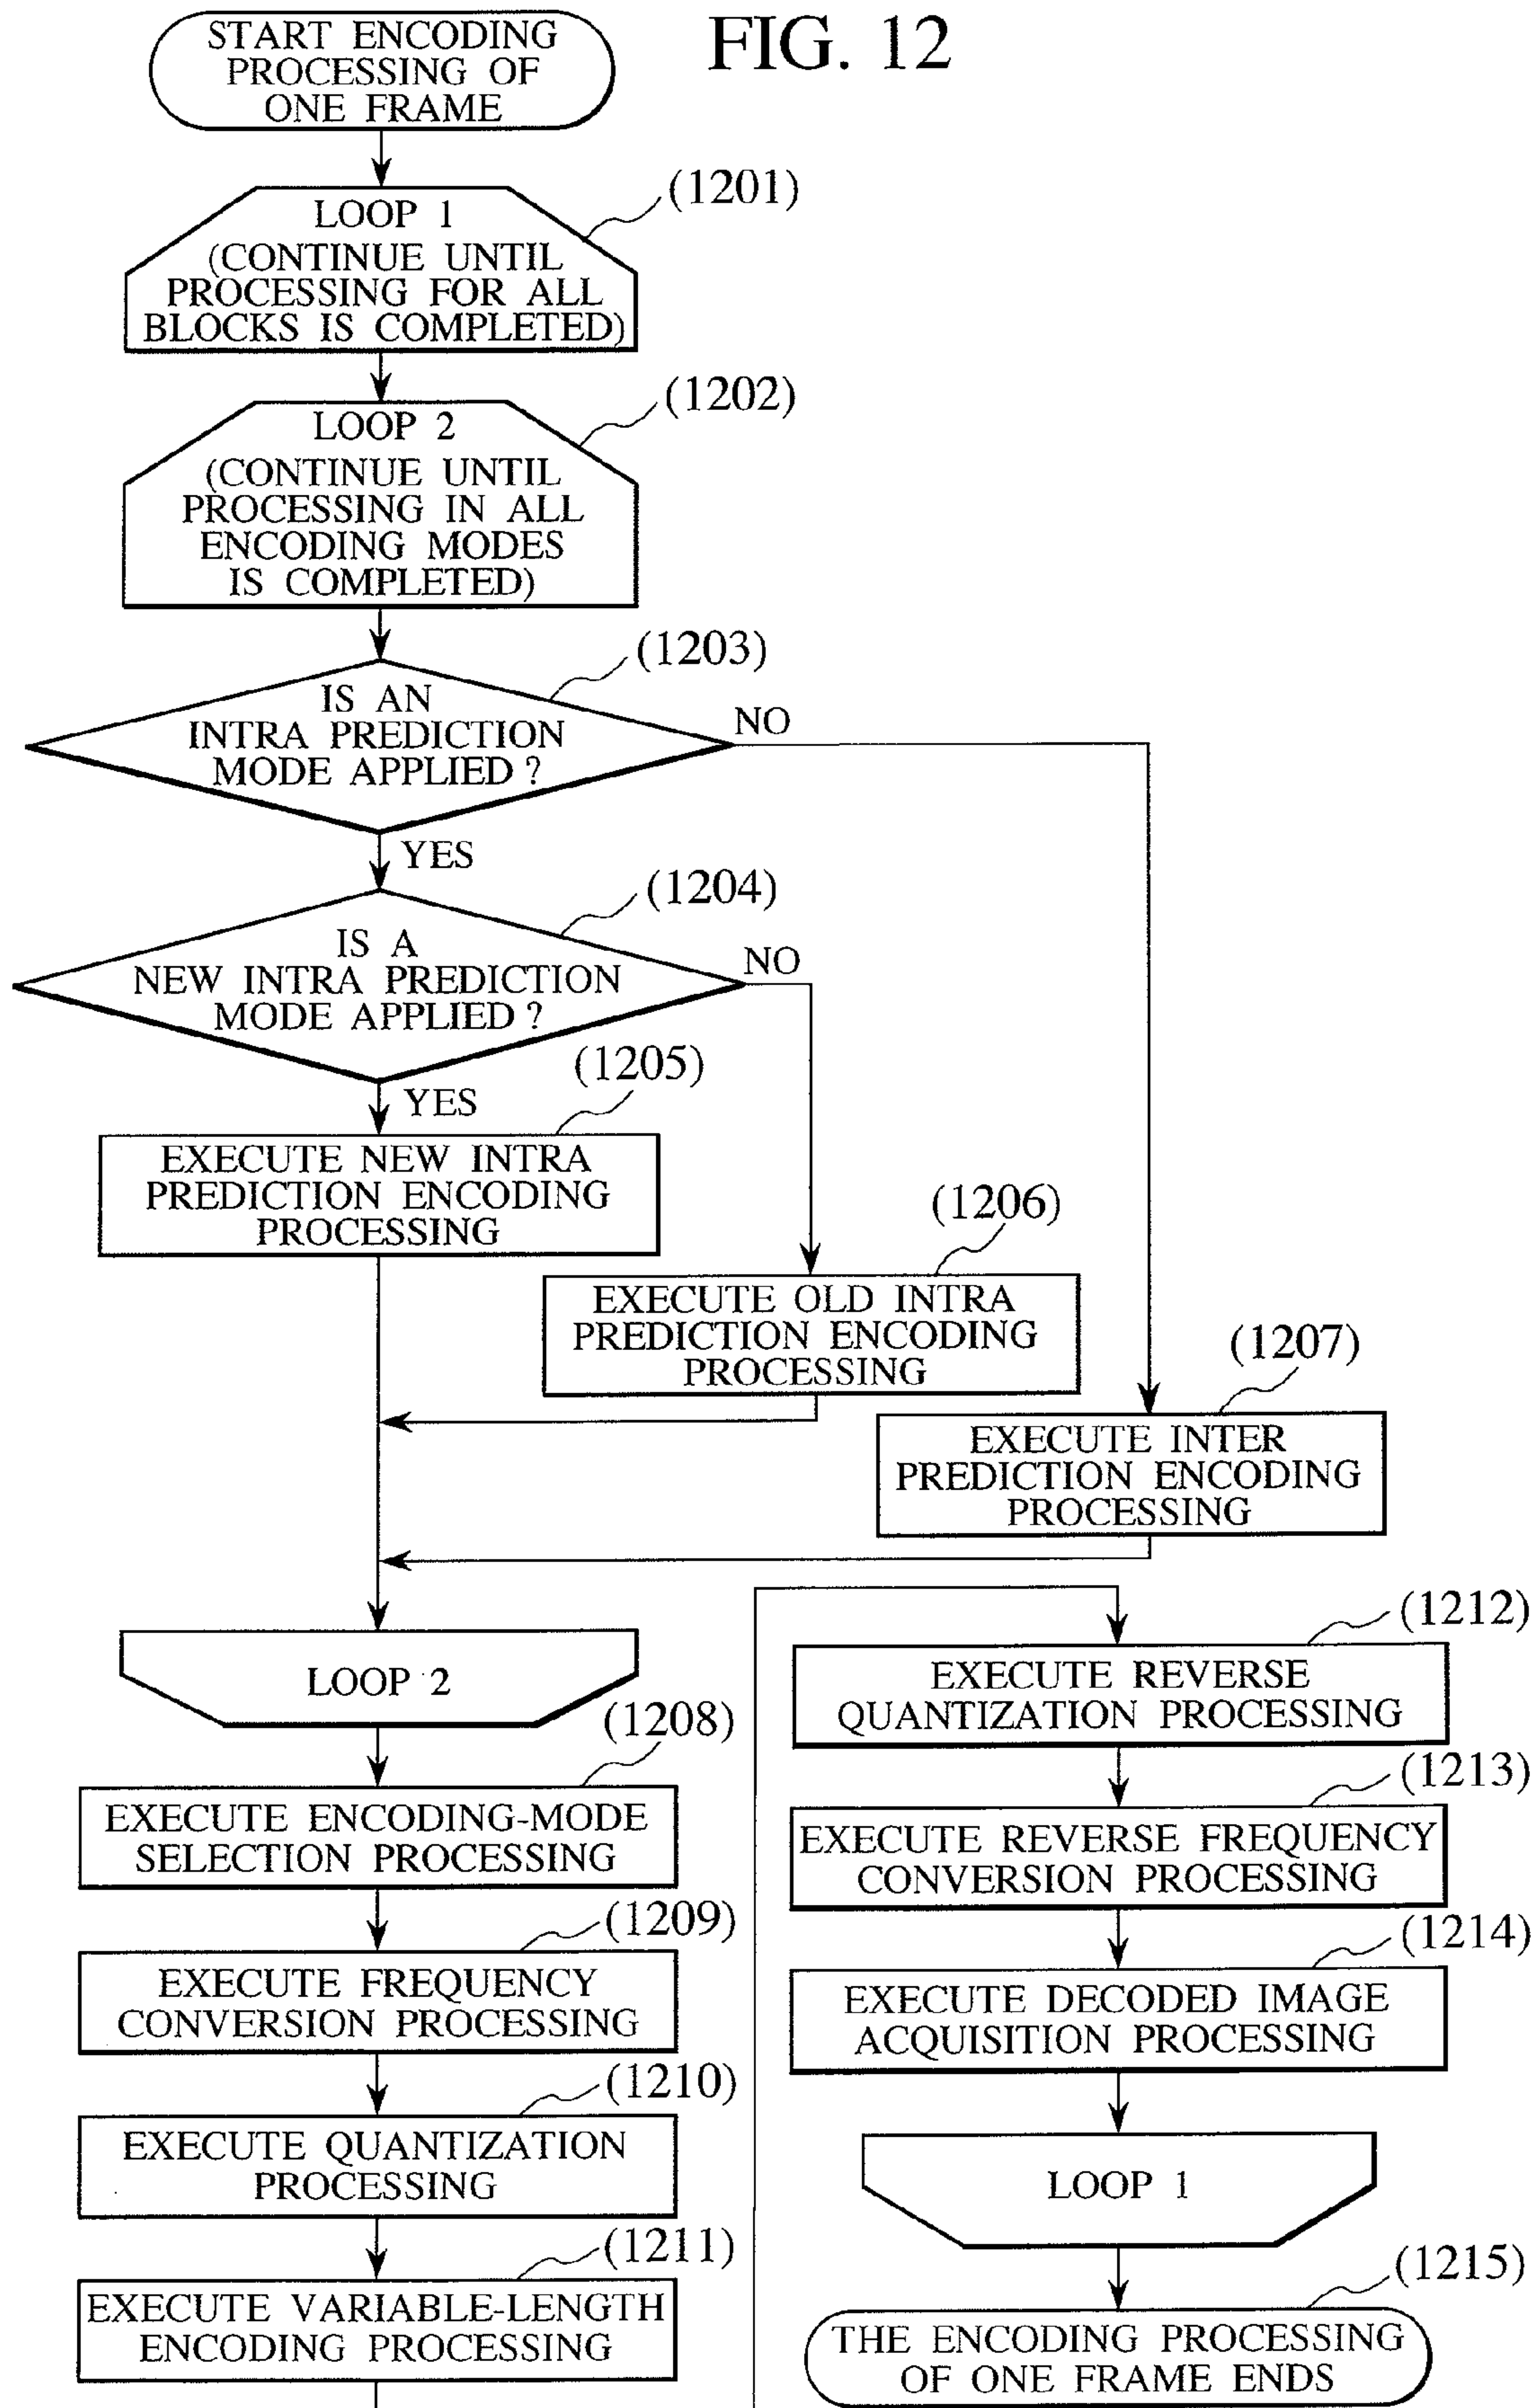 FIG. 12
START ENCODING
PROCESSING OF
ONE FRAME
(1201)
LOOP 1
(CONTINUE UNTIL
PROCESSING FOR ALL
BLOCKS IS COMPLETED)
(1202)
LOOP 2
(CONTINUE UNTIL
PROCESSING IN ALL
ENCODING MODES
IS COMPLETED)
(1203)
IS AN
INTRA PREDICTION
MODE APPLIED ?
NO
YES
(1204)
IS A
NEW INTRA PREDICTION
MODE APPLIED ?
NO
YES
(1205)
EXECUTE NEW INTRA
PREDICTION ENCODING
PROCESSING
(1206)
EXECUTE OLD INTRA
PREDICTION ENCODING
PROCESSING
(1207)
EXECUTE INTER
PREDICTION ENCODING
PROCESSING
LOOP 2
(1208)
EXECUTE ENCODING-MODE
SELECTION PROCESSING
(1209)
EXECUTE FREQUENCY
CONVERSION PROCESSING
(1210)
EXECUTE QUANTIZATION
PROCESSING
(1211)
EXECUTE VARIABLE-LENGTH
ENCODING PROCESSING
(1212)
EXECUTE REVERSE
QUANTIZATION PROCESSING
(1213)
EXECUTE REVERSE FREQUENCY
CONVERSION PROCESSING
(1214)
EXECUTE DECODED IMAGE
ACQUISITION PROCESSING
LOOP 1
(1215)
THE ENCODING PROCESSING
OF ONE FRAME ENDS